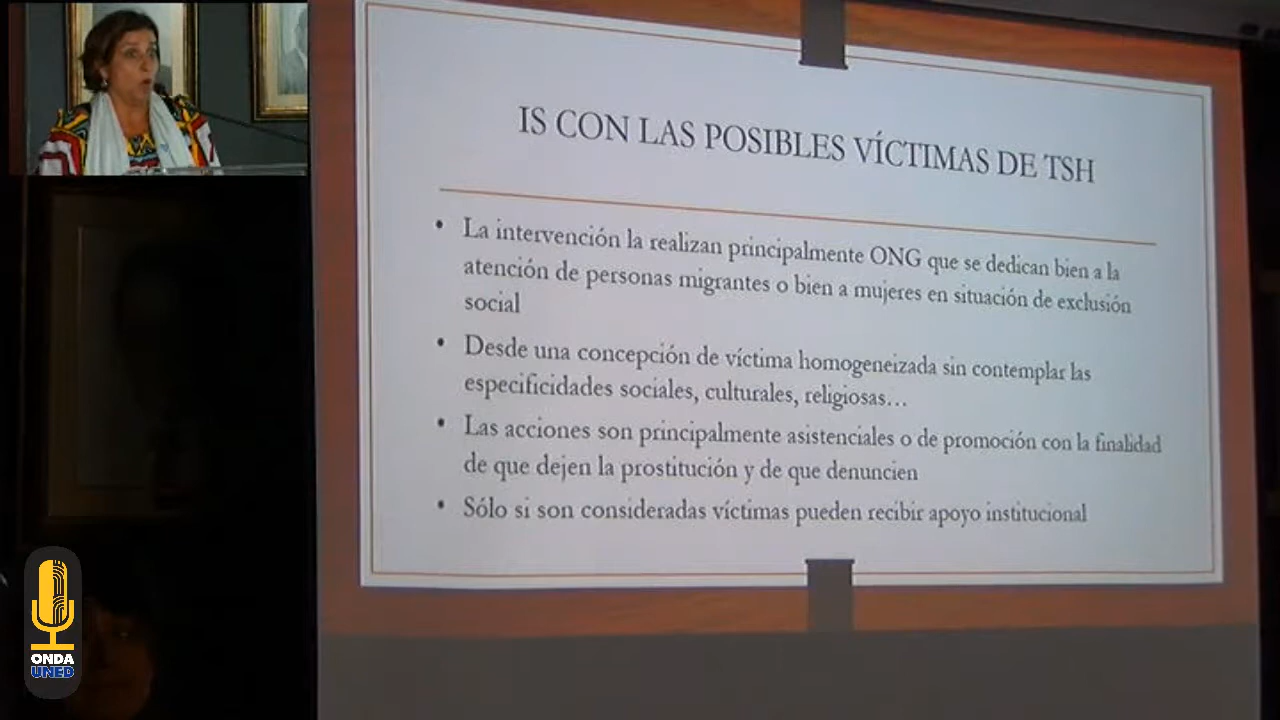 IS CON LAS POSIBLES VÍCTIMAS DE TSH
• La intervención la realizan principalmente ONG que se dedican bien a la
atención de personas migrantes o bien a mujeres en situación de exclusión
social
• Desde una concepción de víctima homogeneizada sin contemplar las
especificidades sociales, culturales, religiosas…
• Las acciones son principalmente asistenciales o de promoción con la finalidad
de que dejen la prostitución y de que denuncien
• Sólo si son consideradas víctimas pueden recibir apoyo institucional
ONDA
UNED